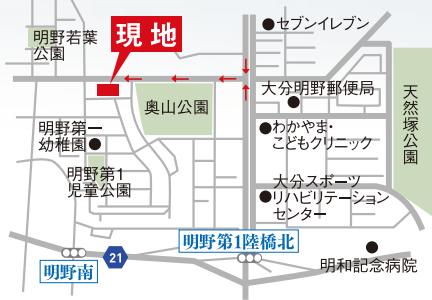 セブンイレブン
明野若葉
公園
現地
大分明野郵便局
奥山公園
天然塚公園
明野第一
幼稚園
わかやま・
こどもクリニック
明野第1
児童公園
大分スポーツ
リハビリテーション
センター
明野第1陸橋北
21
明野南
明和記念病院